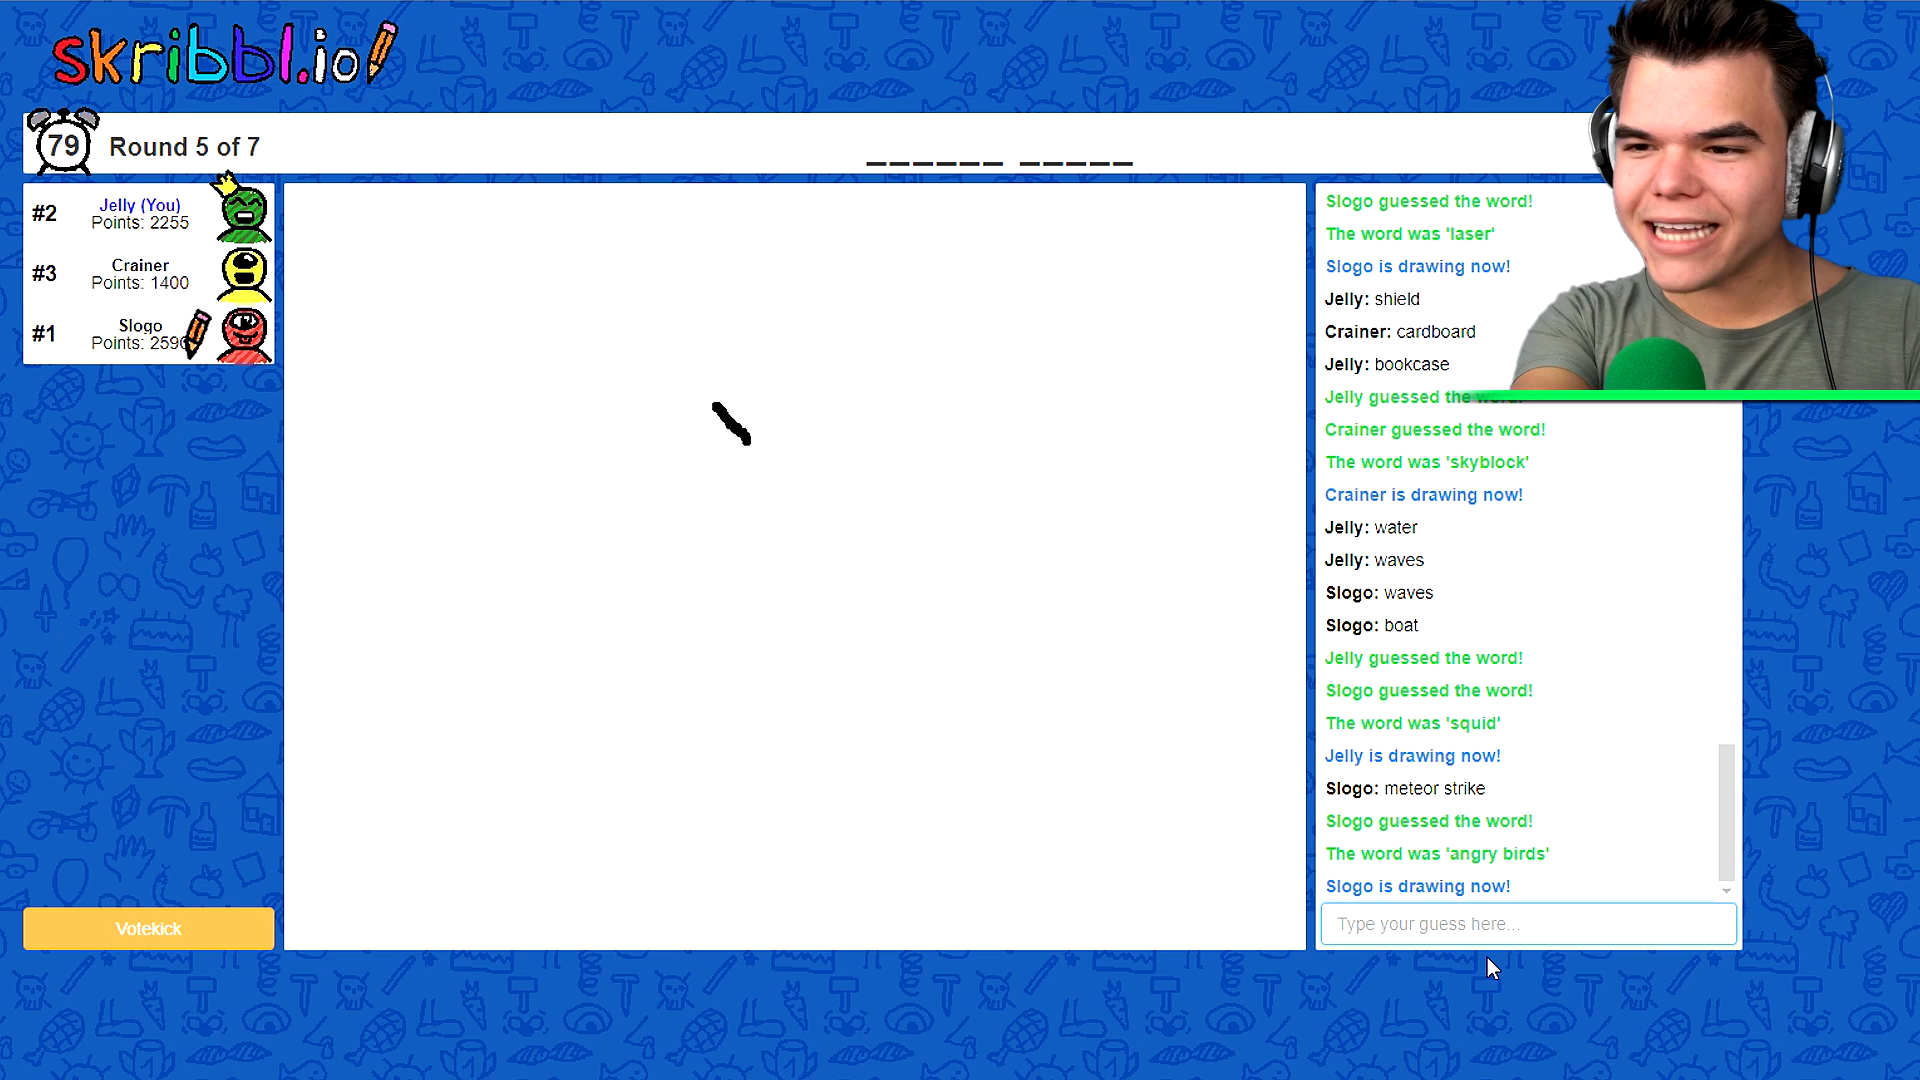 skribbl.io
79
Round 5 of 7
______ _____
#2
Jelly (You)
Points: 2255
#3
Crainer
Points: 1400
#1
Slogo
Points: 2590
Votekick
Slogo guessed the word!
The word was 'laser'
Slogo is drawing now!
Jelly: shield
Crainer: cardboard
Jelly: bookcase
Jelly guessed the word!
Crainer guessed the word!
The word was 'skyblock'
Crainer is drawing now!
Jelly: water
Jelly: waves
Slogo: waves
Slogo: boat
Jelly guessed the word!
Slogo guessed the word!
The word was 'squid'
Jelly is drawing now!
Slogo: meteor strike
Slogo guessed the word!
The word was 'angry birds'
Slogo is drawing now!
Type your guess here...